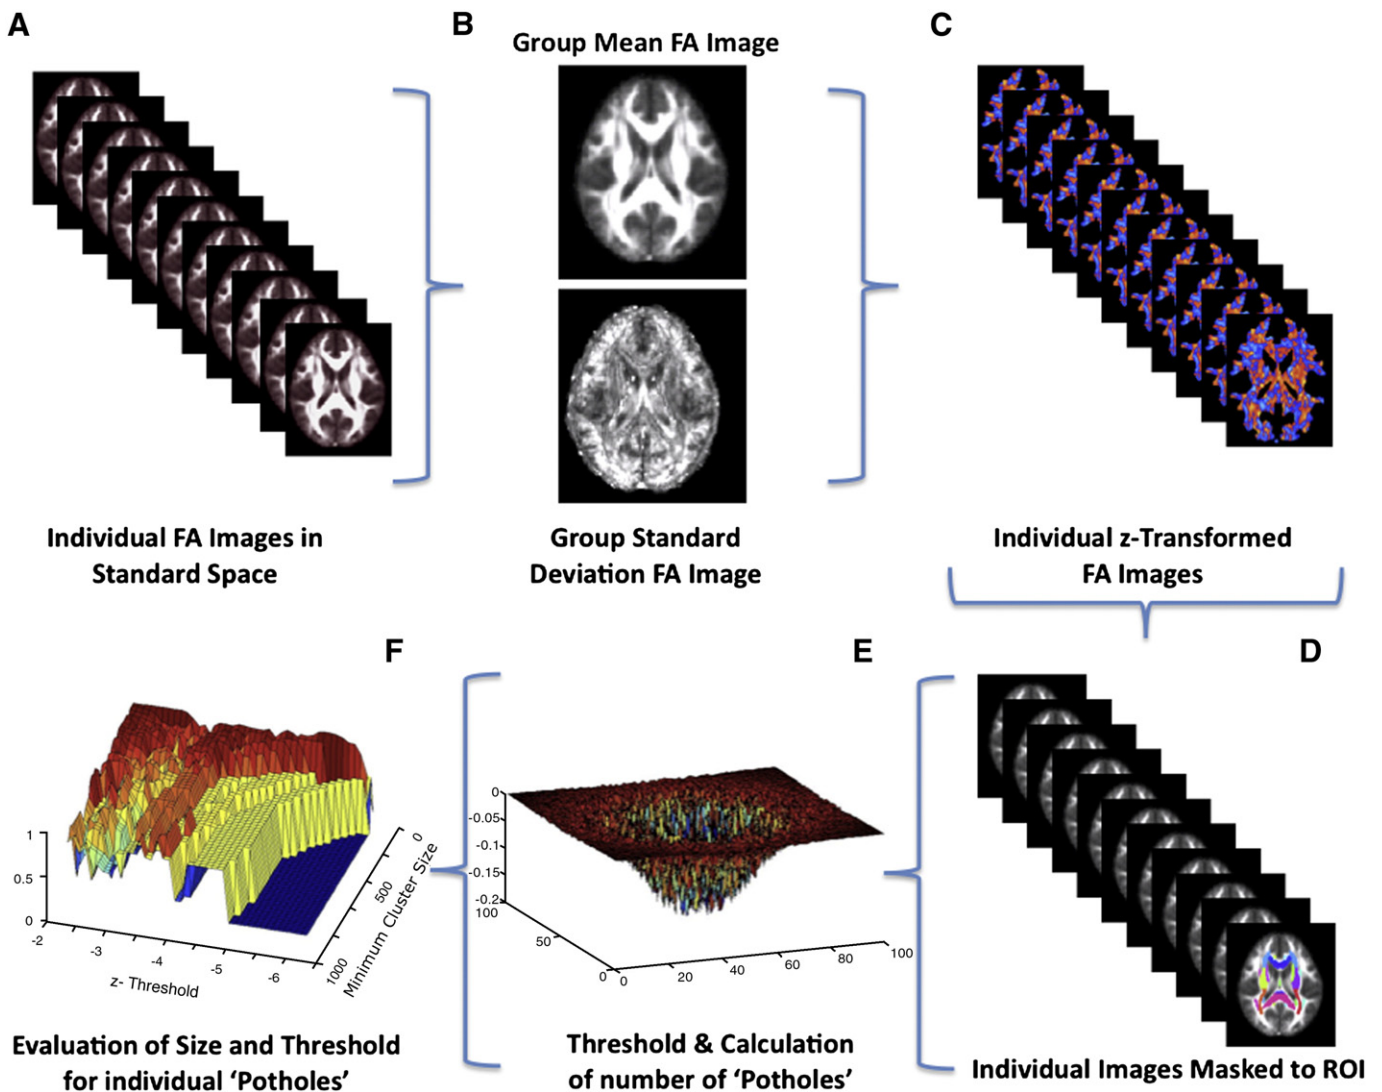 A
B
C
Group Mean FA Image
Individual FA Images in
Standard Space
Group Standard
Deviation FA Image
Individual z-Transformed
FA Images
F
E
D
1
0.5
0
-2
-3
-4
-5
-6
z- Threshold
0
500
1000
Minimum Cluster Size
0
-0.05
-0.1
-0.15
-0.2
100
50
0
0
20
40
60
80
100
Evaluation of Size and Threshold
for individual ‘Potholes’
Threshold & Calculation
of number of ‘Potholes’
Individual Images Masked to ROI